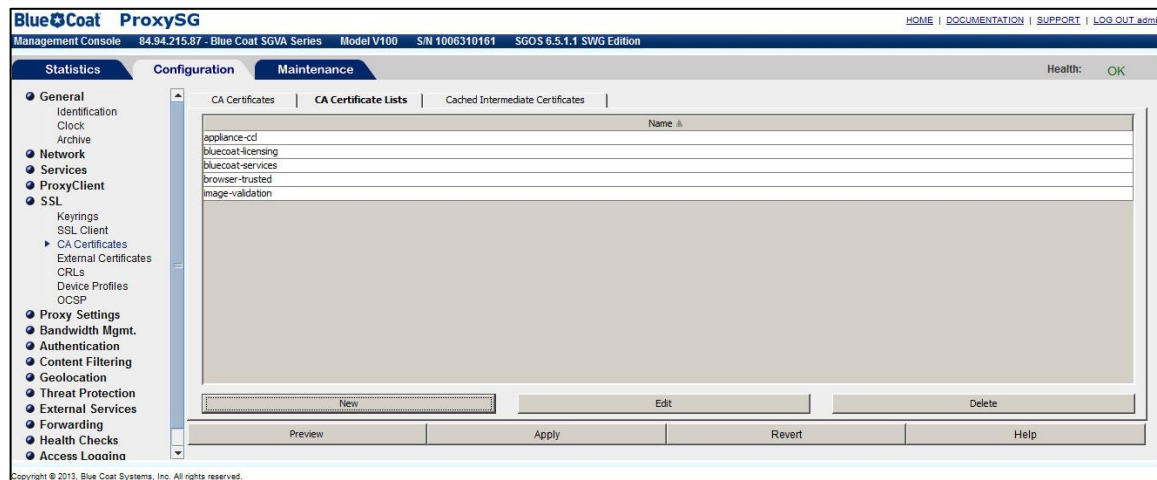 Blue Coat ProxySG
HOME | DOCUMENTATION | SUPPORT | LOG OUT admi
Management Console 84.94.215.87 - Blue Coat SGVA Series Model V100 S/N 1006310161 SGOS 6.5.1.1 SWG Edition
Statistics Configuration Maintenance Health: OK
General
Identification
Clock
Archive
Network
Services
ProxyClient
SSL
Keyrings
SSL Client
CA Certificates
External Certificates
CRLs
Device Profiles
OCSP
Proxy Settings
Bandwidth Mgmt.
Authentication
Content Filtering
Geolocation
Threat Protection
External Services
Forwarding
Health Checks
Access Logging
CA Certificates | CA Certificate Lists | Cached Intermediate Certificates |
Name
appliance-ccl
bluecoat-licensing
bluecoat-services
browser-trusted
image-validation
New Edit Delete
Preview Apply Revert Help
Copyright © 2013, Blue Coat Systems, Inc. All rights reserved.